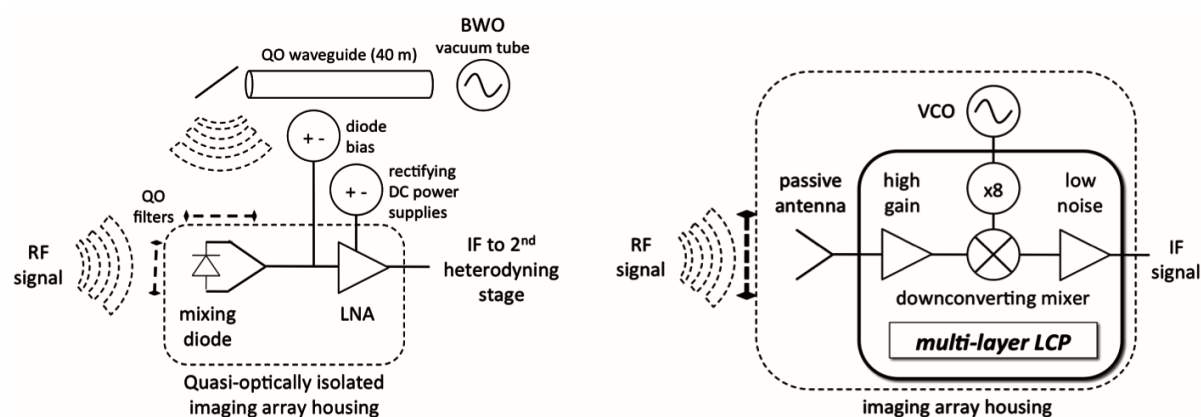 BWO
vacuum tube
QO waveguide (40 m)
+ -
diode
bias
+ -
rectifying
DC power
supplies
QO
filters
RF
signal
IF to 2nd
heterodyning
stage
mixing
diode
LNA
Quasi-optically isolated
imaging array housing
VCO
passive
antenna
high
gain
x8
low
noise
RF
signal
IF
signal
downconverting mixer
multi-layer LCP
imaging array housing